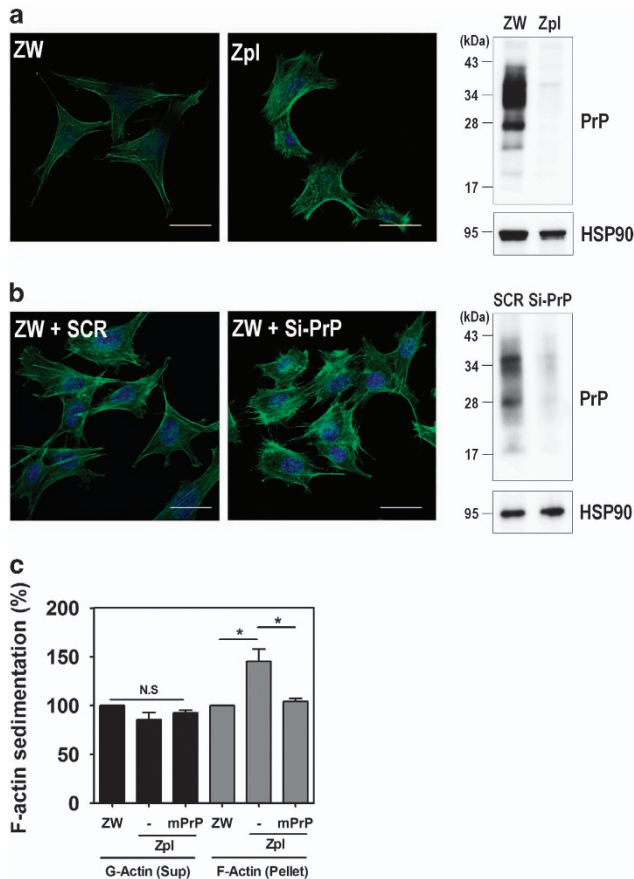 a
ZW
Zpl
(kDa) ZW Zpl
43
34
28
17
PrP
95
HSP90
b
ZW + SCR
ZW + Si-PrP
SCR Si-PrP
(kDa)
43
34
28
17
PrP
95
HSP90
c
F-actin sedimentation (%)
200
150
100
50
0
N.S
* *
ZW - mPrP ZW - mPrP
Zpl Zpl
G-Actin (Sup) F-Actin (Pellet)